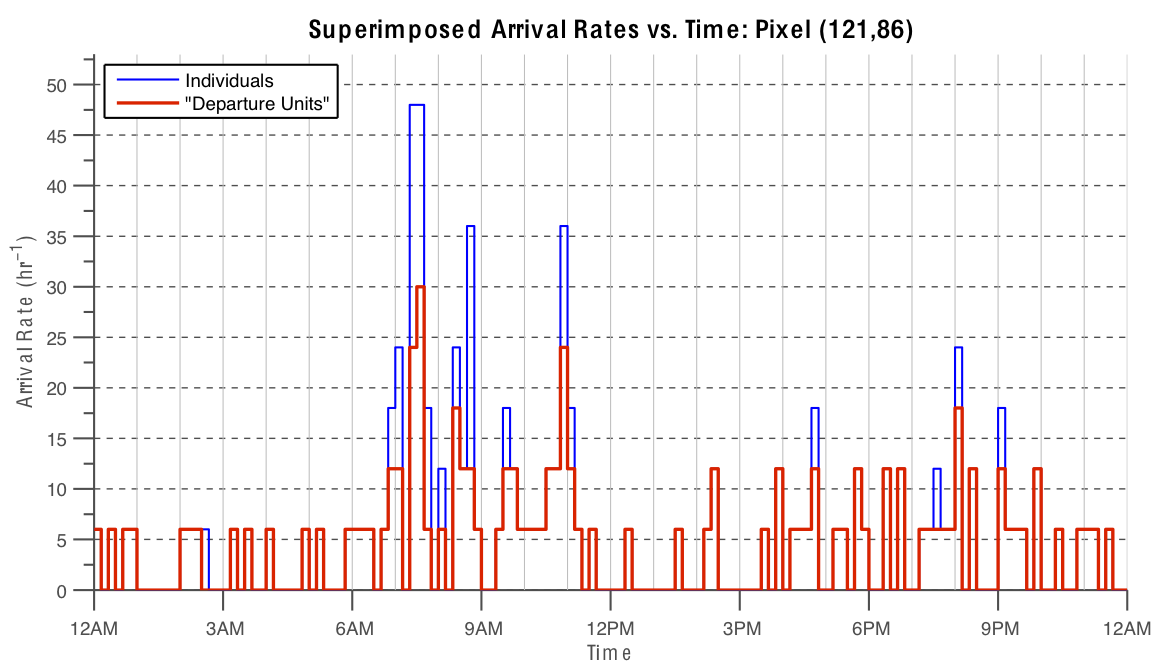 Superimposed Arrival Rates vs. Time: Pixel (121,86)
Individuals
"Departure Units"
50
45
40
35
30
25
20
15
10
5
0
Arrival Rate (hr⁻¹)
12AM 3AM 6AM 9AM 12PM 3PM 6PM 9PM 12AM
Time